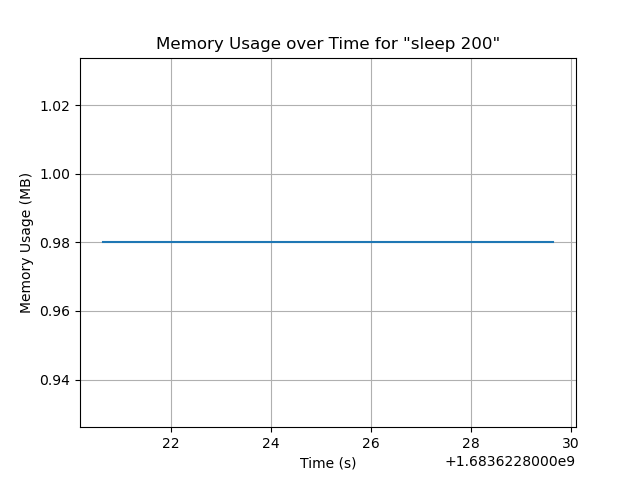 Memory Usage over Time for "sleep 200"
Memory Usage (MB)
1.02
1.00
0.98
0.96
0.94
22 24 26 28 30
Time (s)
+1.6836228000e9